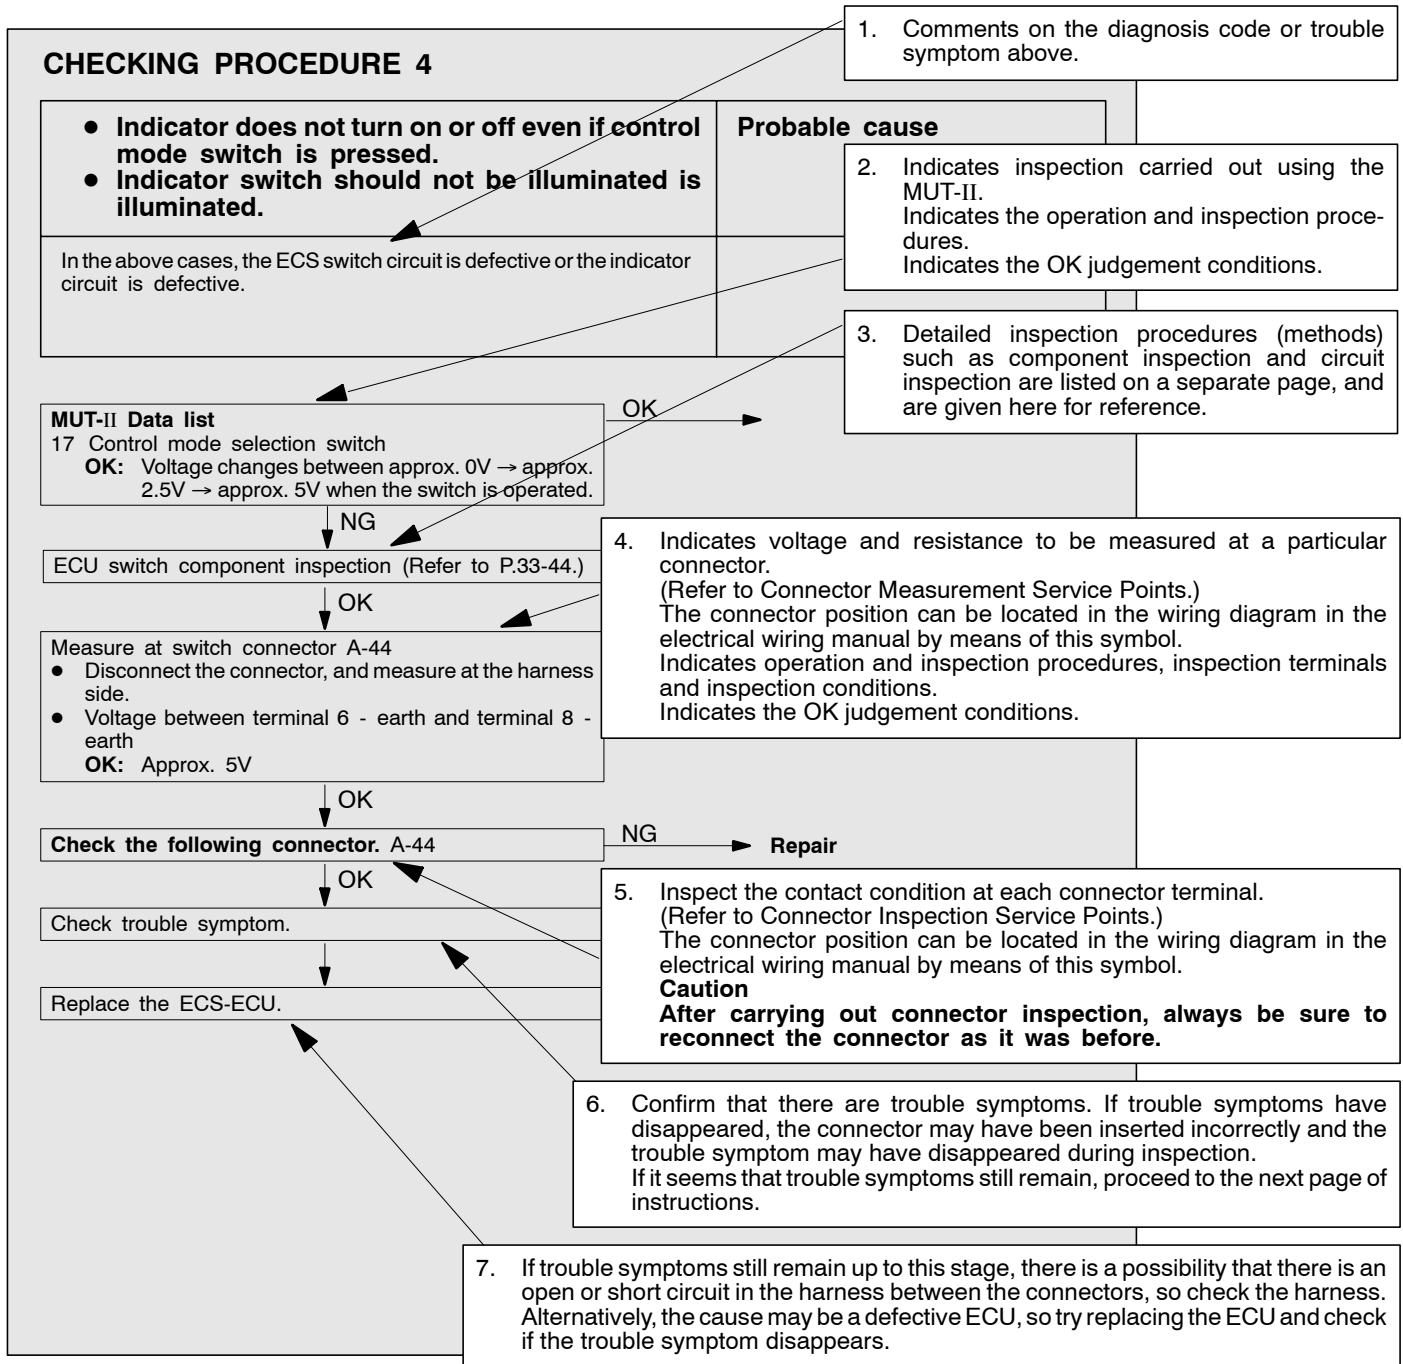 CHECKING PROCEDURE 4
● Indicator does not turn on or off even if control
mode switch is pressed.
● Indicator switch should not be illuminated is
illuminated.
Probable cause
In the above cases, the ECS switch circuit is defective or the indicator
circuit is defective.
1. Comments on the diagnosis code or trouble
symptom above.
2. Indicates inspection carried out using the
MUT-II.
Indicates the operation and inspection proce-
dures.
Indicates the OK judgement conditions.
3. Detailed inspection procedures (methods)
such as component inspection and circuit
inspection are listed on a separate page, and
are given here for reference.
MUT-II Data list
17 Control mode selection switch
OK: Voltage changes between approx. 0V → approx.
2.5V → approx. 5V when the switch is operated.
OK
NG
ECU switch component inspection (Refer to P.33-44.)
OK
Measure at switch connector A-44
● Disconnect the connector, and measure at the harness
side.
● Voltage between terminal 6 - earth and terminal 8 -
earth
OK: Approx. 5V
4. Indicates voltage and resistance to be measured at a particular
connector.
(Refer to Connector Measurement Service Points.)
The connector position can be located in the wiring diagram in the
electrical wiring manual by means of this symbol.
Indicates operation and inspection procedures, inspection terminals
and inspection conditions.
Indicates the OK judgement conditions.
OK
Check the following connector. A-44
NG
Repair
OK
Check trouble symptom.
Replace the ECS-ECU.
5. Inspect the contact condition at each connector terminal.
(Refer to Connector Inspection Service Points.)
The connector position can be located in the wiring diagram in the
electrical wiring manual by means of this symbol.
Caution
After carrying out connector inspection, always be sure to
reconnect the connector as it was before.
6. Confirm that there are trouble symptoms. If trouble symptoms have
disappeared, the connector may have been inserted incorrectly and the
trouble symptom may have disappeared during inspection.
If it seems that trouble symptoms still remain, proceed to the next page of
instructions.
7. If trouble symptoms still remain up to this stage, there is a possibility that there is an
open or short circuit in the harness between the connectors, so check the harness.
Alternatively, the cause may be a defective ECU, so try replacing the ECU and check
if the trouble symptom disappears.